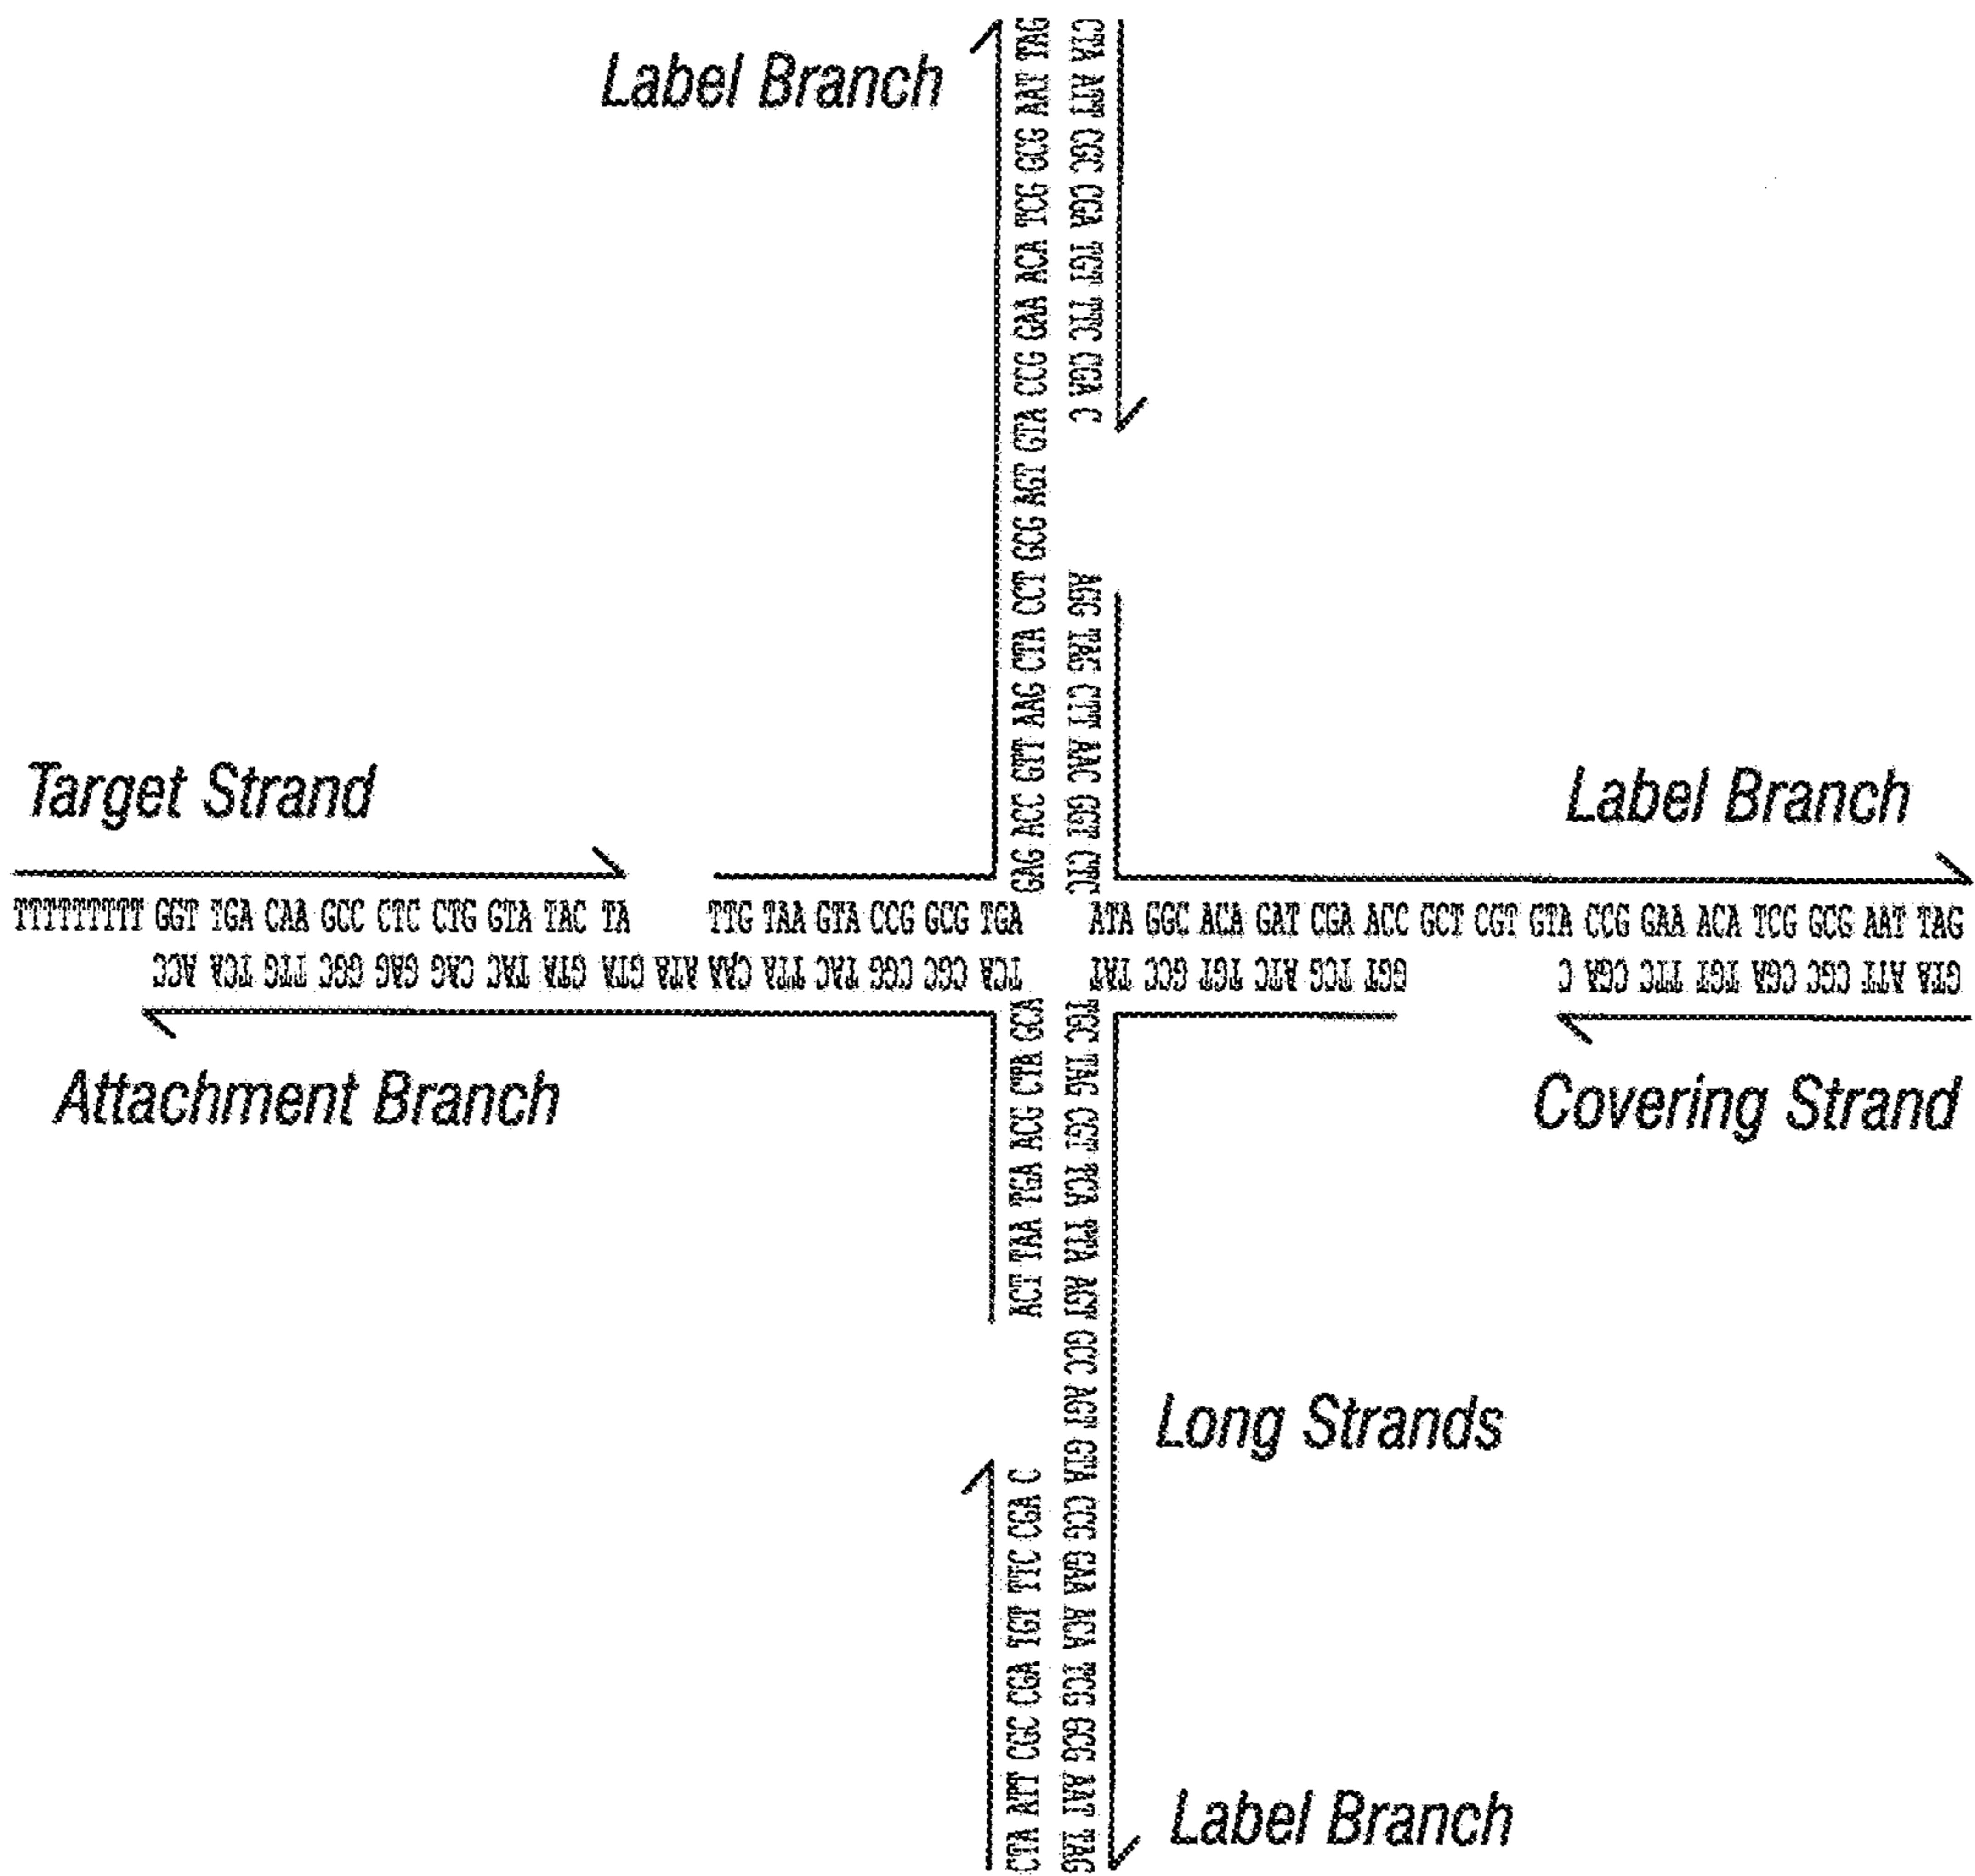 Label Branch
GAG ACC GTT AAG CTA CCT GCG AGT GTA CCG GAA ACA TCG GCG AAT TAG
CTA ATT CGC CGA TGT TTC CGA C
AGG TAG CTT AAC GGT CTC
Target Strand
Label Branch
TTTTTTTTT GGT TGA CAA GCC CTC CTG GTA TAC TA
TTG TAA GTA CCG GCG TGA
ATA GGC ACA GAT CGA ACC GCT CGT GTA CCG GAA ACA TCG GCG AAT TAG
TCA CGC CGG TAC TTA CAA ATA GTA GTA TAC CAG GAG GGC TTG TCA ACC
GGT TCG ATC TGT GCC TAT
GTA ATT CGC CGA TGT TTC CGA C
Attachment Branch
Covering Strand
ACT TAA TGA ACG CTA GCA
TGC TAG CGT TCA TTA AGT GCC AGT GTA CCG GAA ACA TCG GCG AAT TAG
Long Strands
CTA ATT CGC CGA TGT TTC CGA C
Label Branch